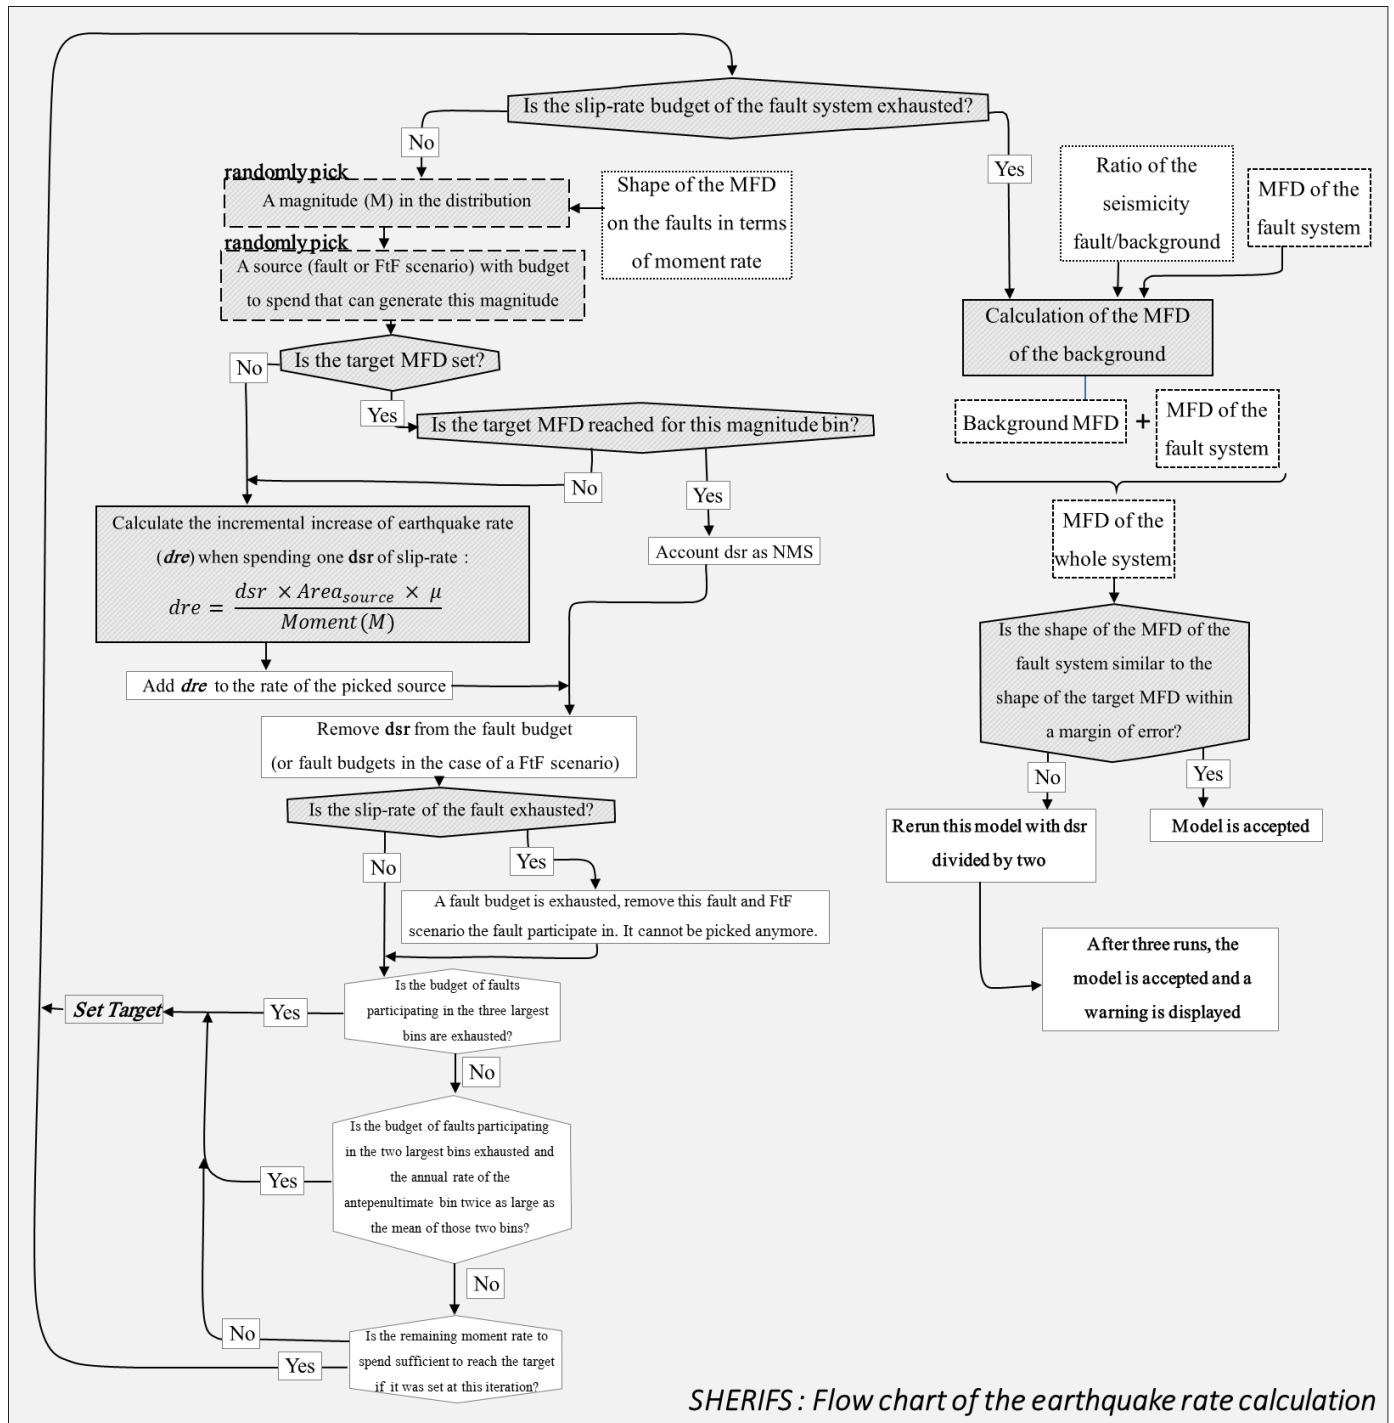 Is the slip-rate budget of the fault system exhausted?
No
Yes
randomly pick
A magnitude (M) in the distribution
Shape of the MFD
on the faults in terms
of moment rate
Ratio of the
seismicity
fault/background
MFD of the
fault system
randomly pick
A source (fault or FtF scenario) with budget
to spend that can generate this magnitude
Calculation of the MFD
of the background
Is the target MFD set?
No
Yes
Is the target MFD reached for this magnitude bin?
No
Yes
Background MFD
+
MFD of the
fault system
MFD of the
whole system
Calculate the incremental increase of earthquake rate
(dre) when spending one dsr of slip-rate :
dre = dsr × Area_source × μ / Moment(M)
Account dsr as NMS
Add dre to the rate of the picked source
Remove dsr from the fault budget
(or fault budgets in the case of a FtF scenario)
Is the slip-rate of the fault exhausted?
No
Yes
A fault budget is exhausted, remove this fault and FtF
scenario the fault participate in. It cannot be picked anymore.
Is the shape of the MFD of the
fault system similar to the
shape of the target MFD within
a margin of error?
No
Yes
Rerun this model with dsr
divided by two
Model is accepted
After three runs, the
model is accepted and a
warning is displayed
Is the budget of faults
participating in the three largest
bins are exhausted?
Yes
Set Target
No
Is the budget of faults participating
in the two largest bins exhausted and
the annual rate of the
antepenultimate bin twice as large as
the mean of those two bins?
Yes
No
Is the remaining moment rate to
spend sufficient to reach the target
if it was set at this iteration?
No
Yes
SHERIFS : Flow chart of the earthquake rate calculation